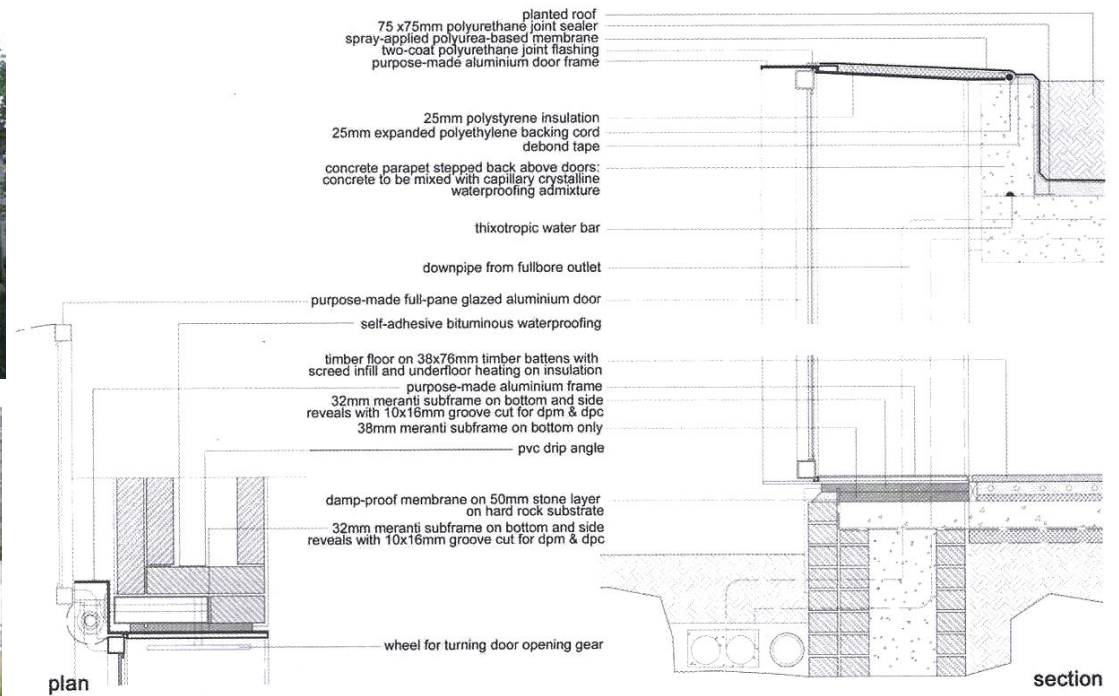 planted roof
75 x75mm polyurethane joint sealer
spray-applied polyurea-based membrane
two-coat polyurethane joint flashing
purpose-made aluminium door frame
25mm polystyrene insulation
25mm expanded polyethylene backing cord
debond tape
concrete parapet stepped back above doors:
concrete to be mixed with capillary crystalline
waterproofing admixture
thixotropic water bar
downpipe from fullbore outlet
purpose-made full-pane glazed aluminium door
self-adhesive bituminous waterproofing
timber floor on 38x76mm timber battens with
screed infill and underfloor heating on insulation
purpose-made aluminium frame
32mm meranti subframe on bottom and side
reveals with 10x16mm groove cut for dpm & dpc
38mm meranti subframe on bottom only
pvc drip angle
damp-proof membrane on 50mm stone layer
on hard rock substrate
32mm meranti subframe on bottom and side
reveals with 10x16mm groove cut for dpm & dpc
wheel for turning door opening gear
plan
section